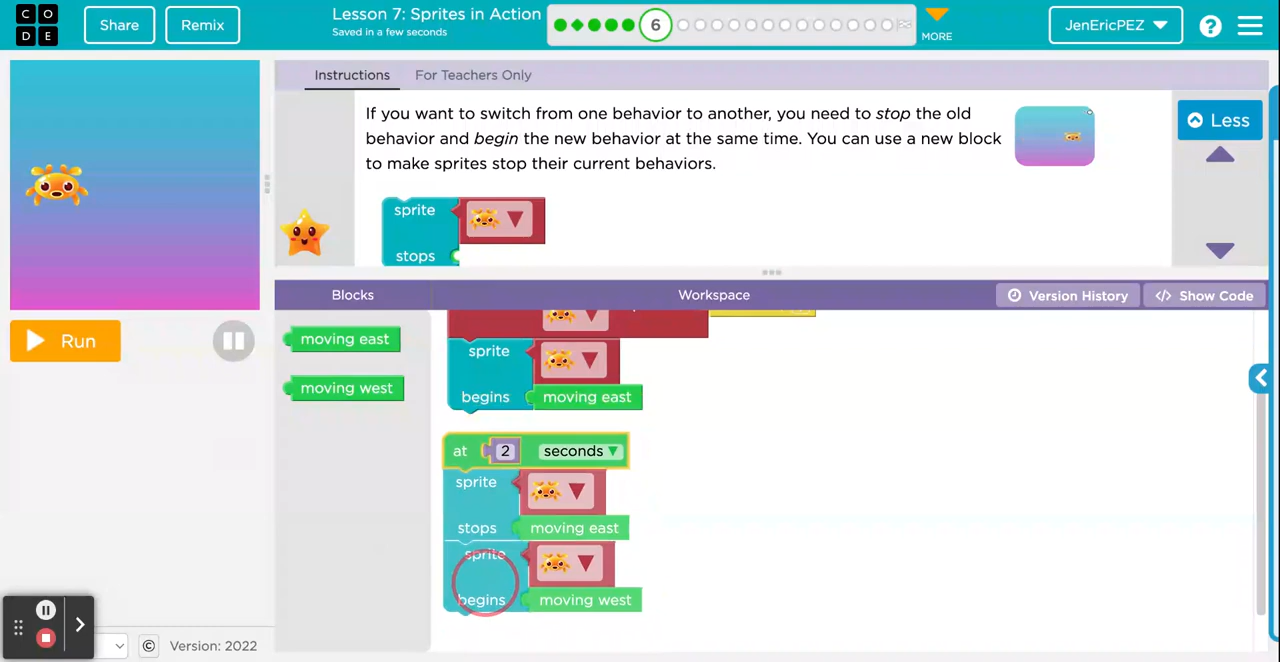 C O
D E
Share
Remix
Lesson 7: Sprites in Action
Saved in a few seconds
6
MORE
JenEricPEZ
?
Instructions
For Teachers Only
If you want to switch from one behavior to another, you need to stop the old
behavior and begin the new behavior at the same time. You can use a new block
to make sprites stop their current behaviors.
Less
sprite
stops
Run
Blocks
Workspace
Version History
</> Show Code
moving east
moving west
sprite
begins moving east
at 2 seconds
sprite
stops moving east
sprite
begins moving west
© Version: 2022